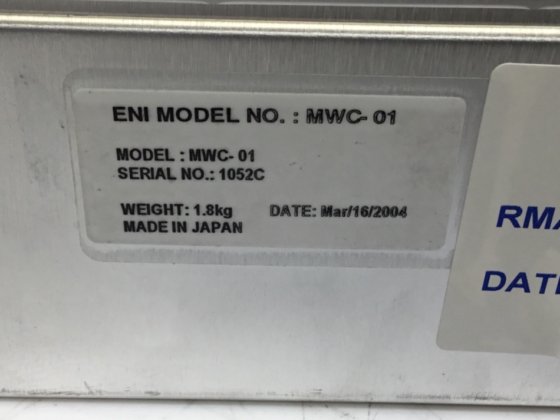 ENI MODEL NO. : MWC- 01
MODEL : MWC- 01
SERIAL NO.: 1052C
WEIGHT: 1.8kg DATE: Mar/16/2004
MADE IN JAPAN
RMA
DATE